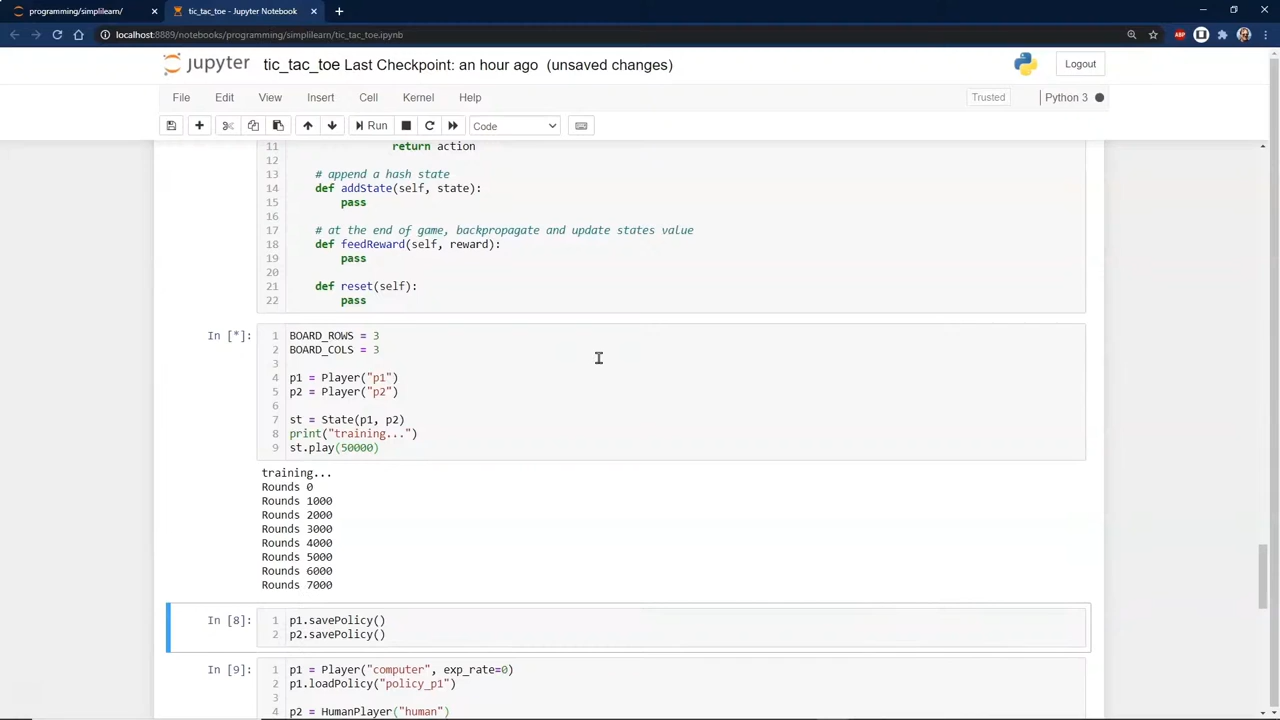 programming/simplilearn/
tic_tac_toe - Jupyter Notebook
localhost:8889/notebooks/programming/simplilearn/tic_tac_toe.ipynb
ABP
jupyter tic_tac_toe Last Checkpoint: an hour ago (unsaved changes)
Logout
File Edit View Insert Cell Kernel Help
Trusted
Python 3
Run
Code
11 return action
12
13 # append a hash state
14 def addState(self, state):
15 pass
16
17 # at the end of game, backpropagate and update states value
18 def feedReward(self, reward):
19 pass
20
21 def reset(self):
22 pass
In [*]:
1 BOARD_ROWS = 3
2 BOARD_COLS = 3
3
4 p1 = Player("p1")
5 p2 = Player("p2")
6
7 st = State(p1, p2)
8 print("training...")
9 st.play(50000)
training...
Rounds 0
Rounds 1000
Rounds 2000
Rounds 3000
Rounds 4000
Rounds 5000
Rounds 6000
Rounds 7000
In [8]:
1 p1.savePolicy()
2 p2.savePolicy()
In [9]:
1 p1 = Player("computer", exp_rate=0)
2 p1.loadPolicy("policy_p1")
3
4 p2 = HumanPlayer("human")